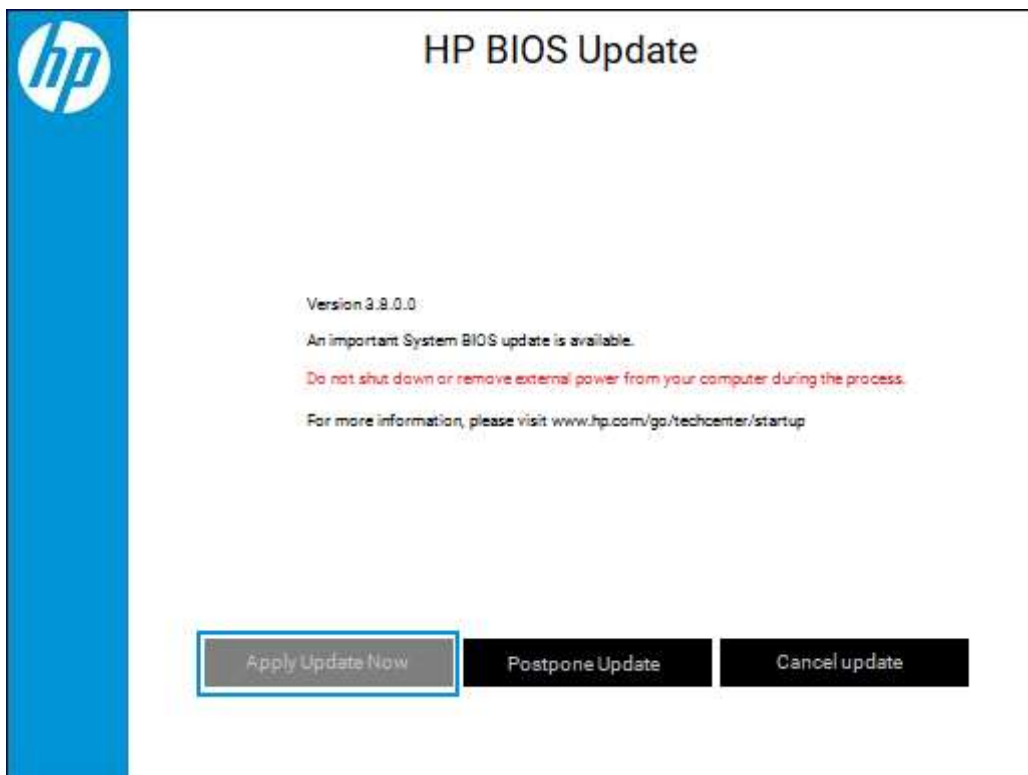 hp
HP BIOS Update
Version 3.8.0.0
An important System BIOS update is available.
Do not shut down or remove external power from your computer during the process.
For more information, please visit www.hp.com/go/techcenter/startup
Apply Update Now
Postpone Update
Cancel update